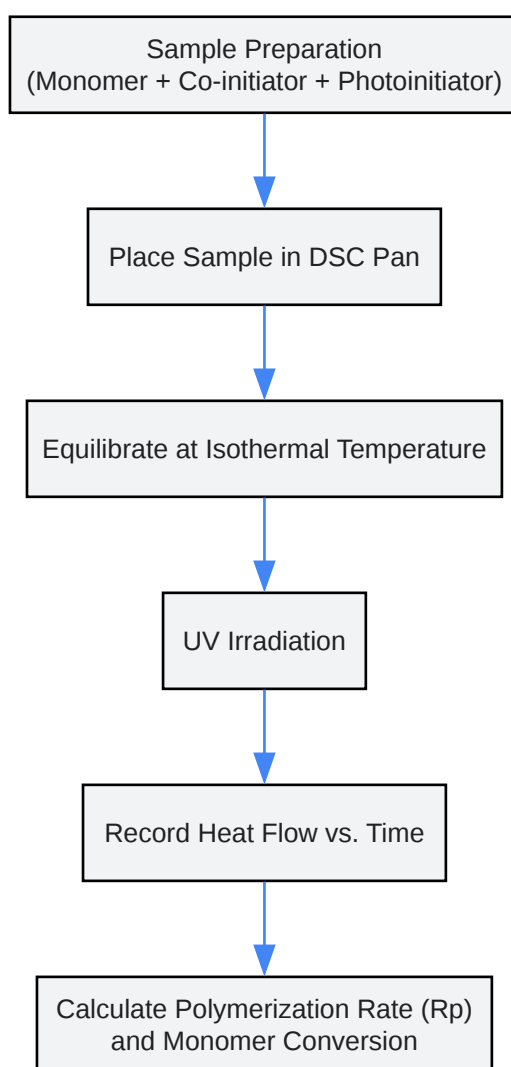 Sample Preparation
(Monomer + Co-initiator + Photoinitiator)
Place Sample in DSC Pan
Equilibrate at Isothermal Temperature
UV Irradiation
Record Heat Flow vs. Time
Calculate Polymerization Rate (Rp)
and Monomer Conversion